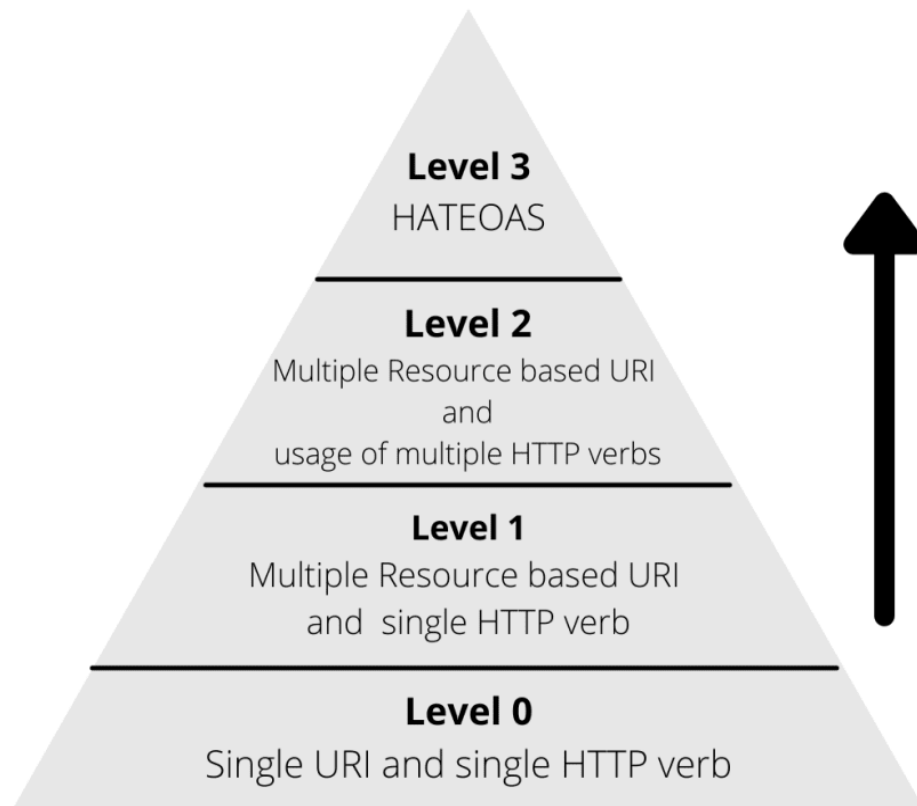 Level 3
HATEOAS
Level 2
Multiple Resource based URI
and
usage of multiple HTTP verbs
Level 1
Multiple Resource based URI
and single HTTP verb
Level 0
Single URI and single HTTP verb